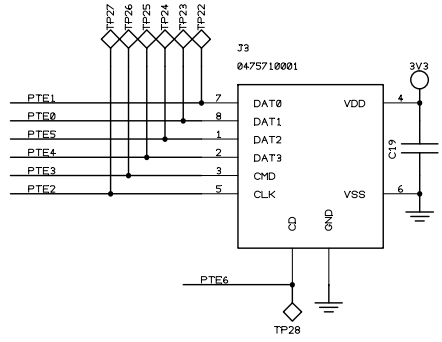 TP27 TP26 TP25 TP24 TP23 TP22
J3
0475710001
3V3
PTE1 7 DAT0 VDD 4
PTE0 8 DAT1
PTE5 1 DAT2
PTE4 2 DAT3
C19
PTE3 3 CMD
PTE2 5 CLK VSS 6
CD GND
PTE6
TP28